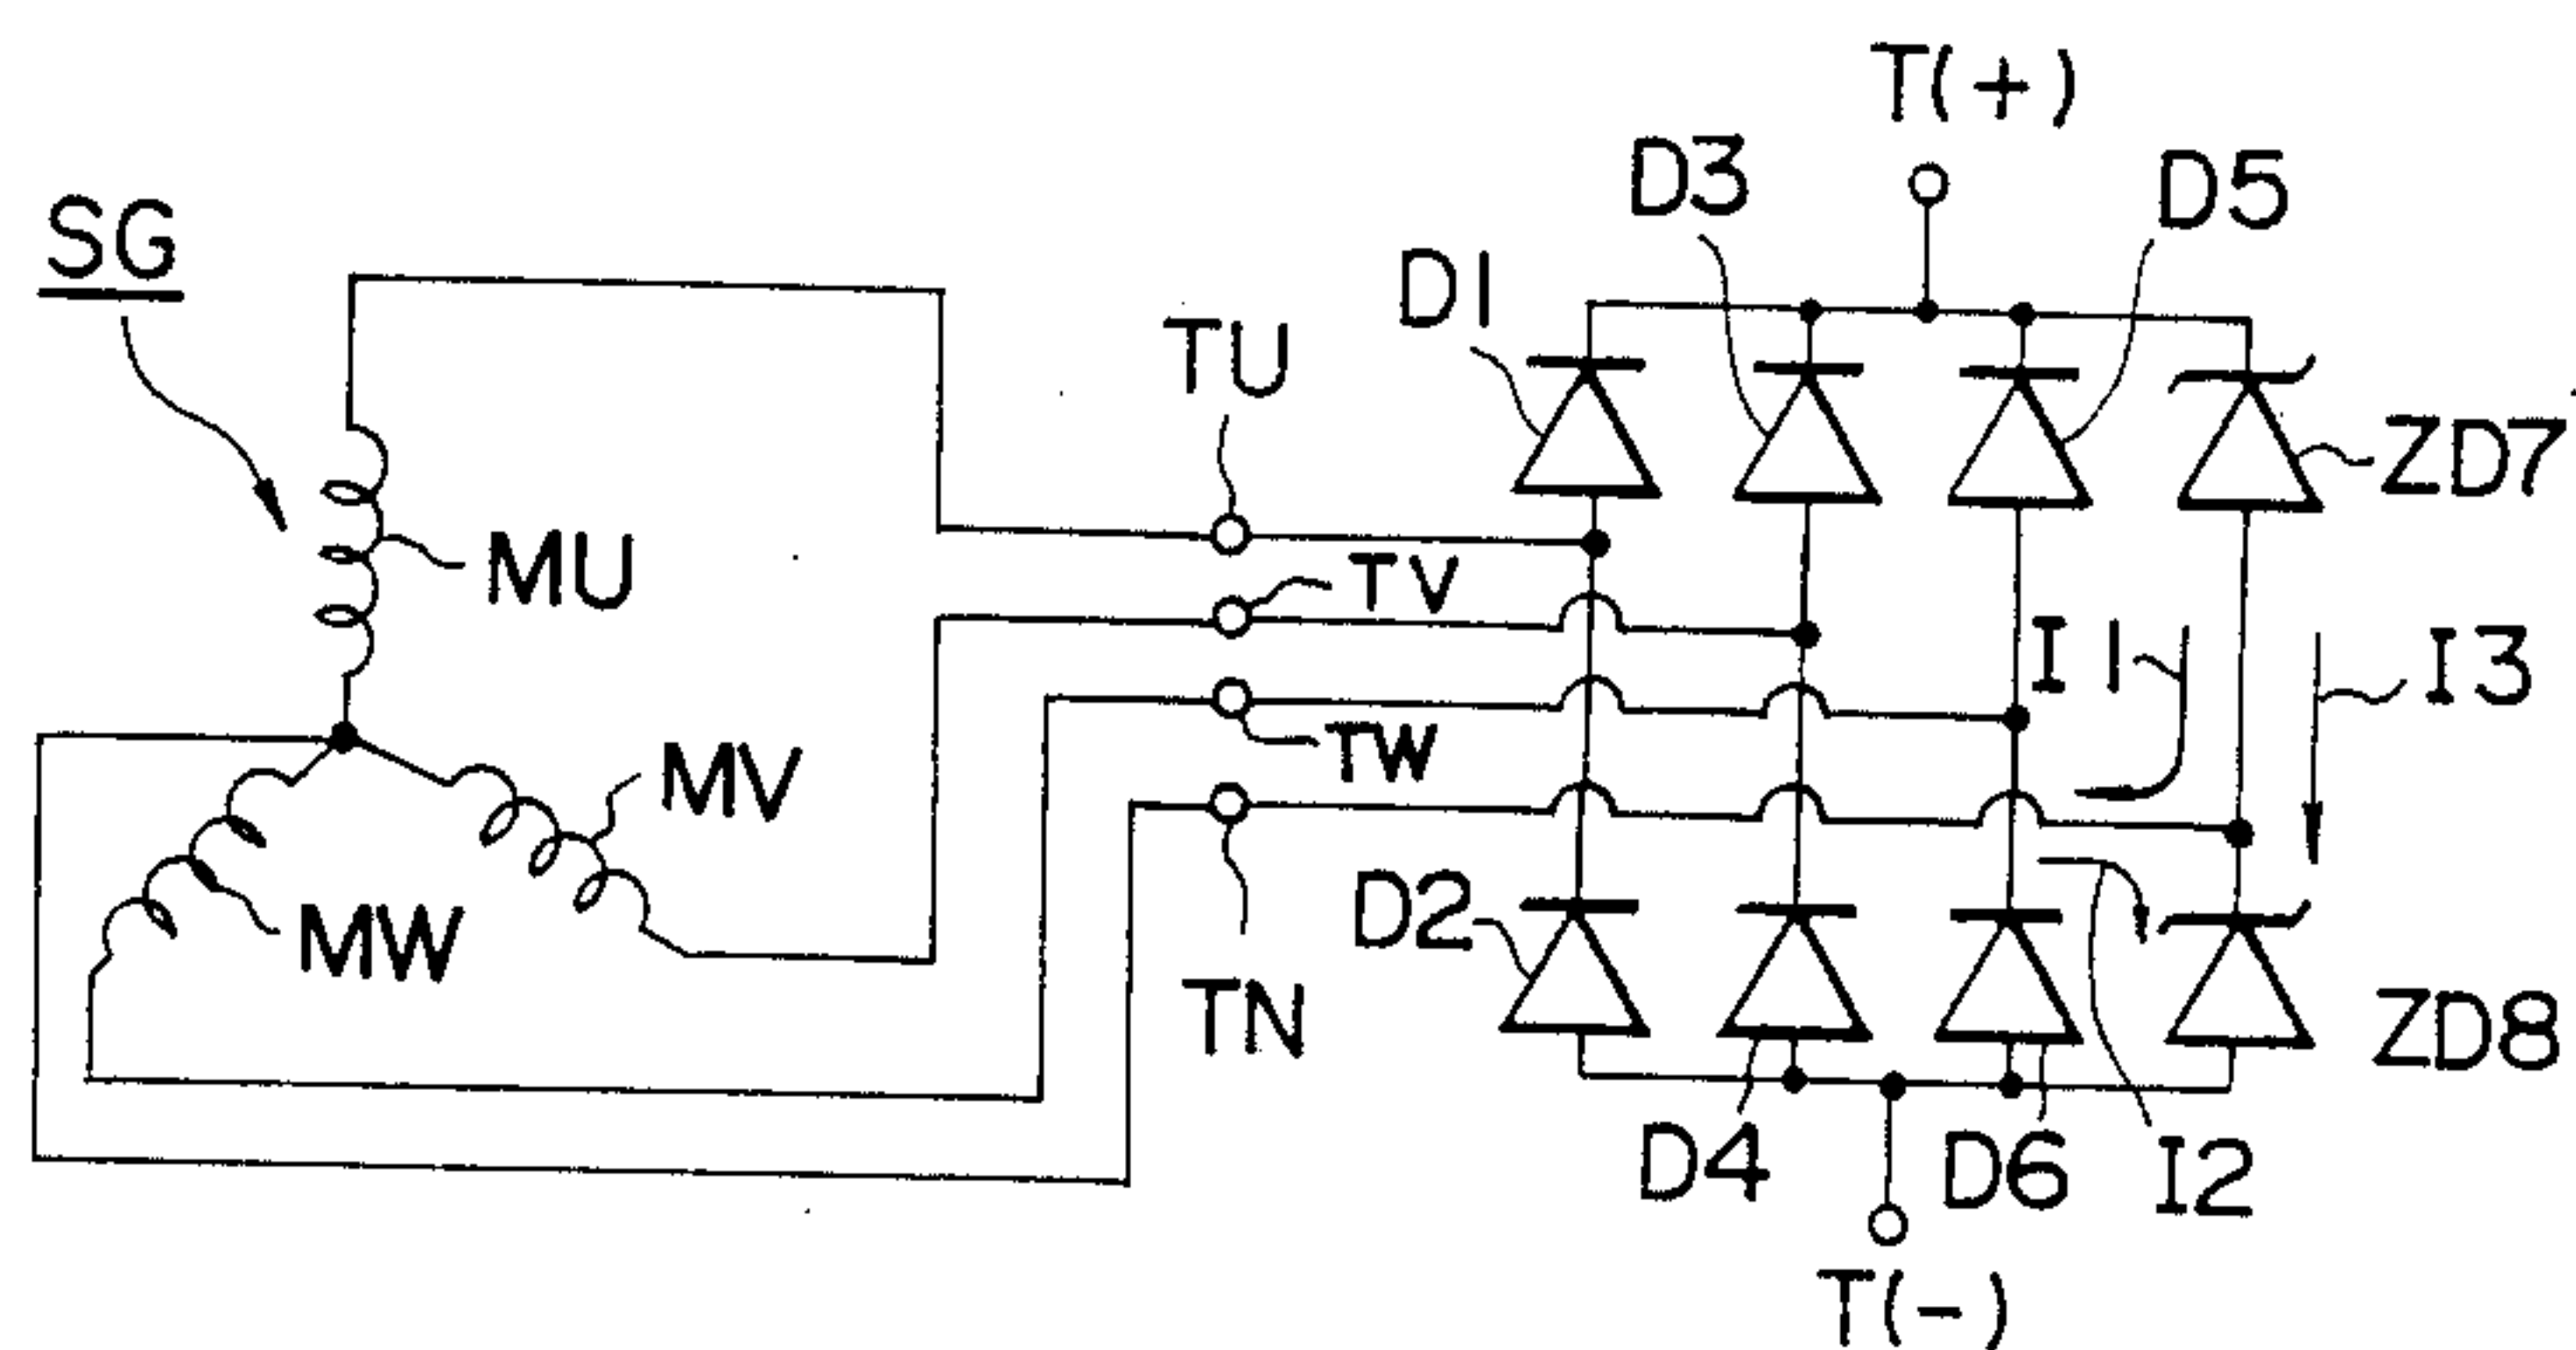 T(+)
D3
D5
SG
D1
TU
ZD7
MU
TV
I1
I3
MV
TW
MW
D2
TN
ZD8
D4
D6
I2
T(-)